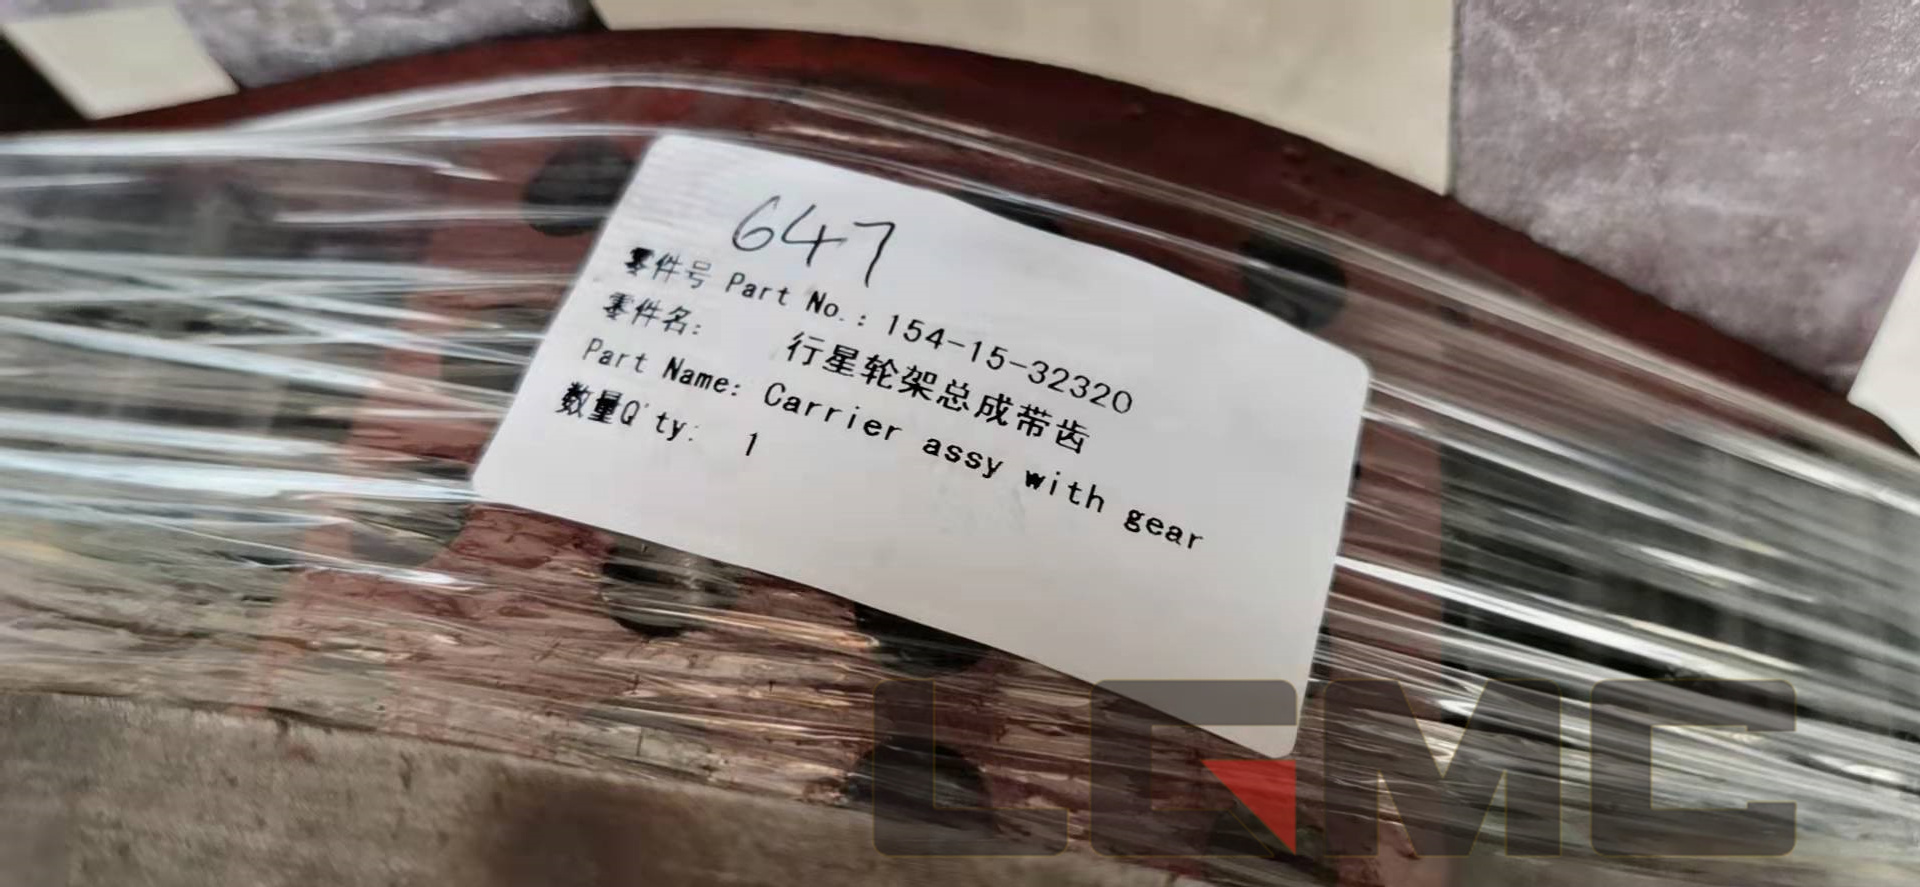 647
零件号 Part No.: 154-15-32320
零件名: 行星轮架总成带齿
Part Name: Carrier assy with gear
数量Q'ty: 1
LGMC